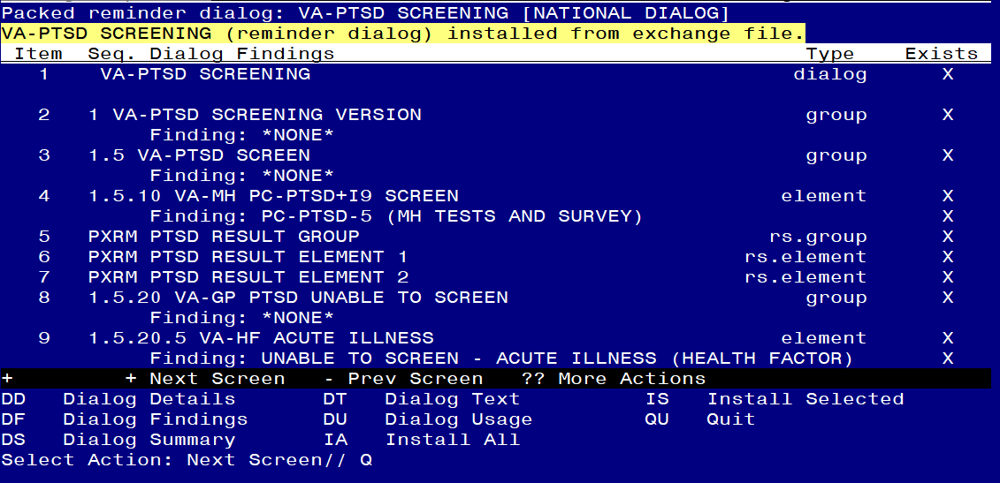 Packed reminder dialog: VA-PTSD SCREENING [NATIONAL DIALOG]
VA-PTSD SCREENING (reminder dialog) installed from exchange file.
Item Seq. Dialog Findings Type Exists
1 VA-PTSD SCREENING dialog X
2 1 VA-PTSD SCREENING VERSION group X
Finding: *NONE*
3 1.5 VA-PTSD SCREEN group X
Finding: *NONE*
4 1.5.10 VA-MH PC-PTSD+I9 SCREEN element X
Finding: PC-PTSD-5 (MH TESTS AND SURVEY) X
5 PXRM PTSD RESULT GROUP rs.group X
6 PXRM PTSD RESULT ELEMENT 1 rs.element X
7 PXRM PTSD RESULT ELEMENT 2 rs.element X
8 1.5.20 VA-GP PTSD UNABLE TO SCREEN group X
Finding: *NONE*
9 1.5.20.5 VA-HF ACUTE ILLNESS element X
Finding: UNABLE TO SCREEN - ACUTE ILLNESS (HEALTH FACTOR) X
+ + Next Screen - Prev Screen ?? More Actions
DD Dialog Details DT Dialog Text IS Install Selected
DF Dialog Findings DU Dialog Usage QU Quit
DS Dialog Summary IA Install All
Select Action: Next Screen// Q